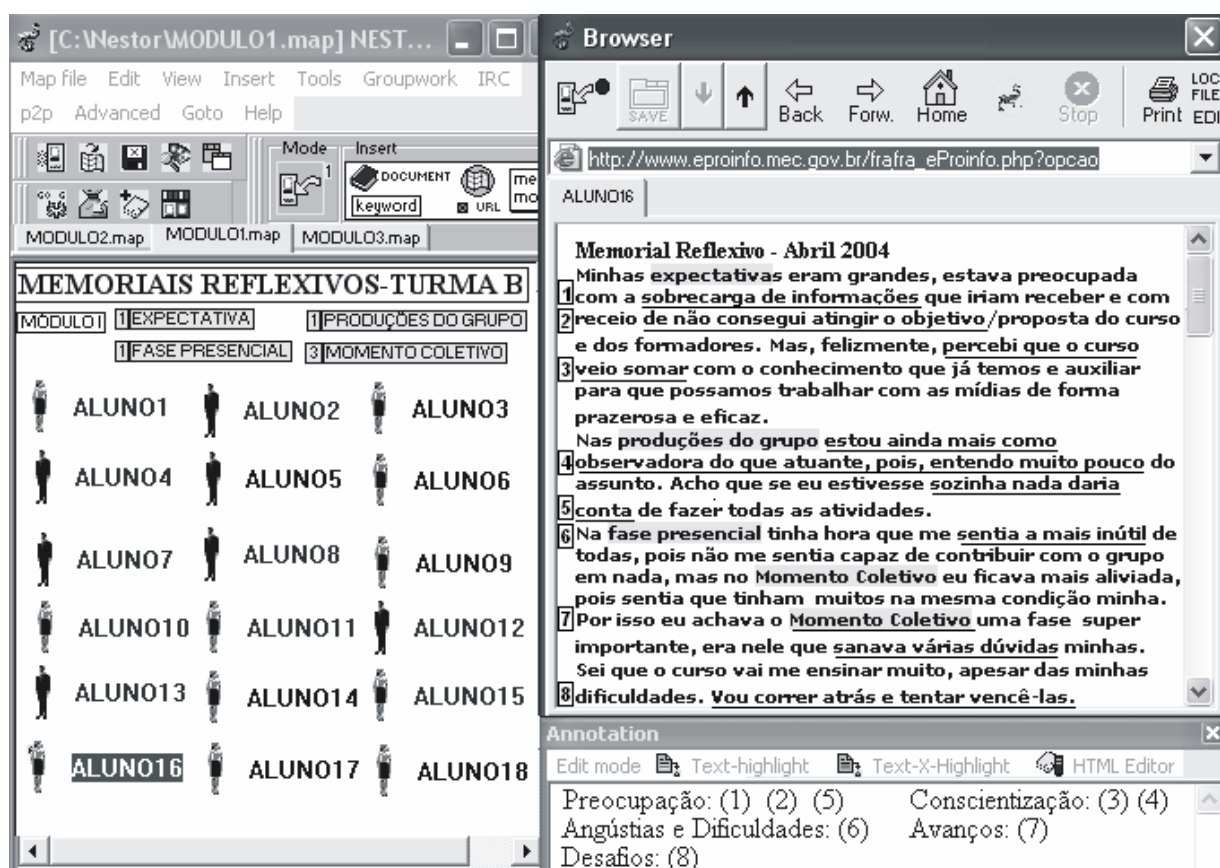 [C:\Nestor\MODULO1.map] NEST...
Map file Edit View Insert Tools Groupwork IRC
p2p Advanced Goto Help
Mode Insert
1
DOCUMENT
keyword
URL
MODULO2.map MODULO1.map MODULO3.map
MEMORIAIS REFLEXIVOS-TURMA B
MÓDULO I 1 EXPECTATIVA 1 PRODUÇÕES DO GRUPO
1 FASE PRESENCIAL 3 MOMENTO COLETIVO
ALUNO1 ALUNO2 ALUNO3
ALUNO4 ALUNO5 ALUNO6
ALUNO7 ALUNO8 ALUNO9
ALUNO10 ALUNO11 ALUNO12
ALUNO13 ALUNO14 ALUNO15
ALUNO16 ALUNO17 ALUNO18
Browser
SAVE Back Forw. Home Stop Print
LOC
FILE
EDI
http://www.eproinfo.mec.gov.br/frafra_eProinfo.php?opcao
ALUNO16
Memorial Reflexivo - Abril 2004
Minhas expectativas eram grandes, estava preocupada
1 com a sobrecarga de informações que iriam receber e com
2 receio de não consegui atingir o objetivo/proposta do curso
e dos formadores. Mas, felizmente, percebi que o curso
3 veio somar com o conhecimento que já temos e auxiliar
para que possamos trabalhar com as mídias de forma
prazerosa e eficaz.
Nas produções do grupo estou ainda mais como
4 observadora do que atuante, pois, entendo muito pouco do
assunto. Acho que se eu estivesse sozinha nada daria
5 conta de fazer todas as atividades.
6 Na fase presencial tinha hora que me sentia a mais inútil de
todas, pois não me sentia capaz de contribuir com o grupo
em nada, mas no Momento Coletivo eu ficava mais aliviada,
pois sentia que tinham muitos na mesma condição minha.
7 Por isso eu achava o Momento Coletivo uma fase super
importante, era nele que sanava várias dúvidas minhas.
Sei que o curso vai me ensinar muito, apesar das minhas
8 dificuldades. Vou correr atrás e tentar vencê-las.
Annotation
Edit mode Text-highlight Text-X-Highlight HTML Editor
Preocupação: (1) (2) (5) Conscientização: (3) (4)
Angústias e Dificuldades: (6) Avanços: (7)
Desafios: (8)